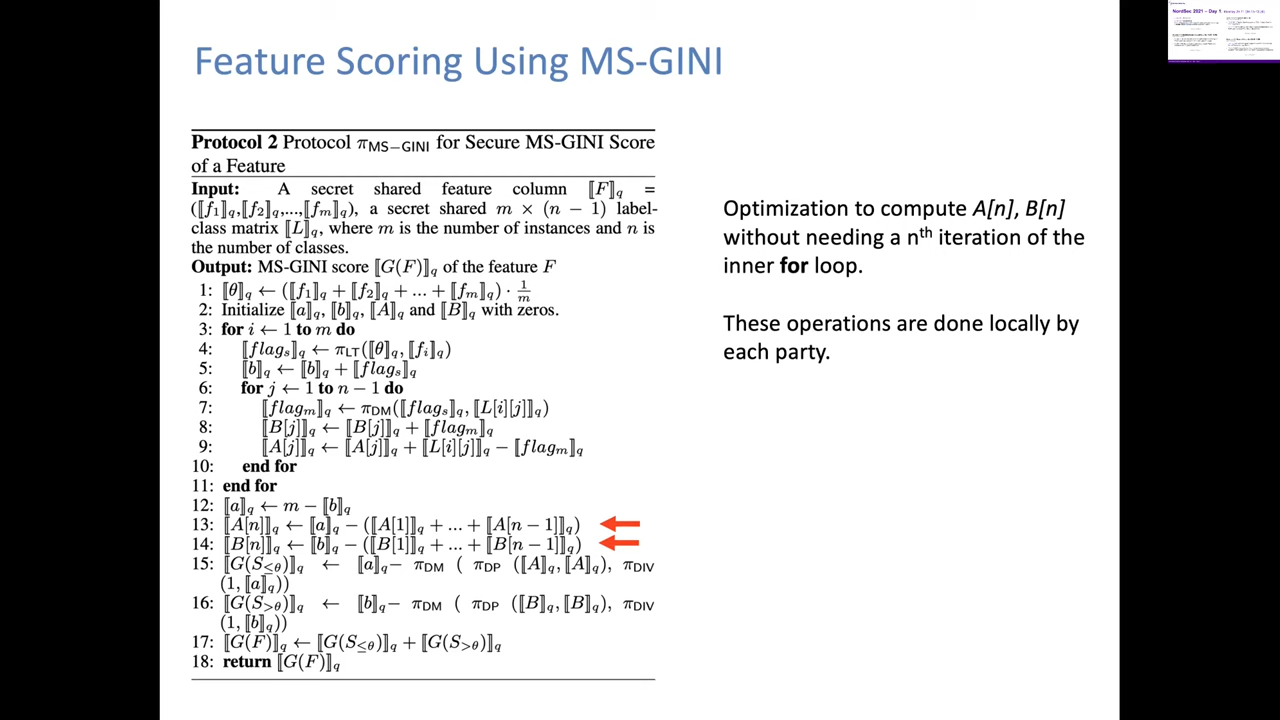 Feature Scoring Using MS-GINI
Protocol 2 Protocol π_MS−GINI for Secure MS-GINI Score
of a Feature
Input: A secret shared feature column ⟦F⟧_q =
(⟦f_1⟧_q,⟦f_2⟧_q,...,⟦f_m⟧_q), a secret shared m × (n − 1) label-
class matrix ⟦L⟧_q, where m is the number of instances and n is
the number of classes.
Output: MS-GINI score ⟦G(F)⟧_q of the feature F
1: ⟦θ⟧_q ← (⟦f_1⟧_q + ⟦f_2⟧_q + ... + ⟦f_m⟧_q) · 1/m
2: Initialize ⟦a⟧_q, ⟦b⟧_q, ⟦A⟧_q and ⟦B⟧_q with zeros.
3: for i ← 1 to m do
4: ⟦flag_s⟧_q ← π_LT(⟦θ⟧_q, ⟦f_i⟧_q)
5: ⟦b⟧_q ← ⟦b⟧_q + ⟦flag_s⟧_q
6: for j ← 1 to n − 1 do
7: ⟦flag_m⟧_q ← π_DM(⟦flag_s⟧_q, ⟦L[i][j]⟧_q)
8: ⟦B[j]⟧_q ← ⟦B[j]⟧_q + ⟦flag_m⟧_q
9: ⟦A[j]⟧_q ← ⟦A[j]⟧_q + ⟦L[i][j]⟧_q − ⟦flag_m⟧_q
10: end for
11: end for
12: ⟦a⟧_q ← m − ⟦b⟧_q
13: ⟦A[n]⟧_q ← ⟦a⟧_q − (⟦A[1]⟧_q + ... + ⟦A[n − 1]⟧_q)
14: ⟦B[n]⟧_q ← ⟦b⟧_q − (⟦B[1]⟧_q + ... + ⟦B[n − 1]⟧_q)
15: ⟦G(S_≤θ)⟧_q ← ⟦a⟧_q− π_DM ( π_DP (⟦A⟧_q, ⟦A⟧_q), π_DIV
(1, ⟦a⟧_q))
16: ⟦G(S_>θ)⟧_q ← ⟦b⟧_q− π_DM ( π_DP (⟦B⟧_q, ⟦B⟧_q), π_DIV
(1, ⟦b⟧_q))
17: ⟦G(F)⟧_q ← ⟦G(S_≤θ)⟧_q + ⟦G(S_>θ)⟧_q
18: return ⟦G(F)⟧_q
Optimization to compute A[n], B[n]
without needing a nth iteration of the
inner for loop.
These operations are done locally by
each party.
NordSec 2021 – Day 1